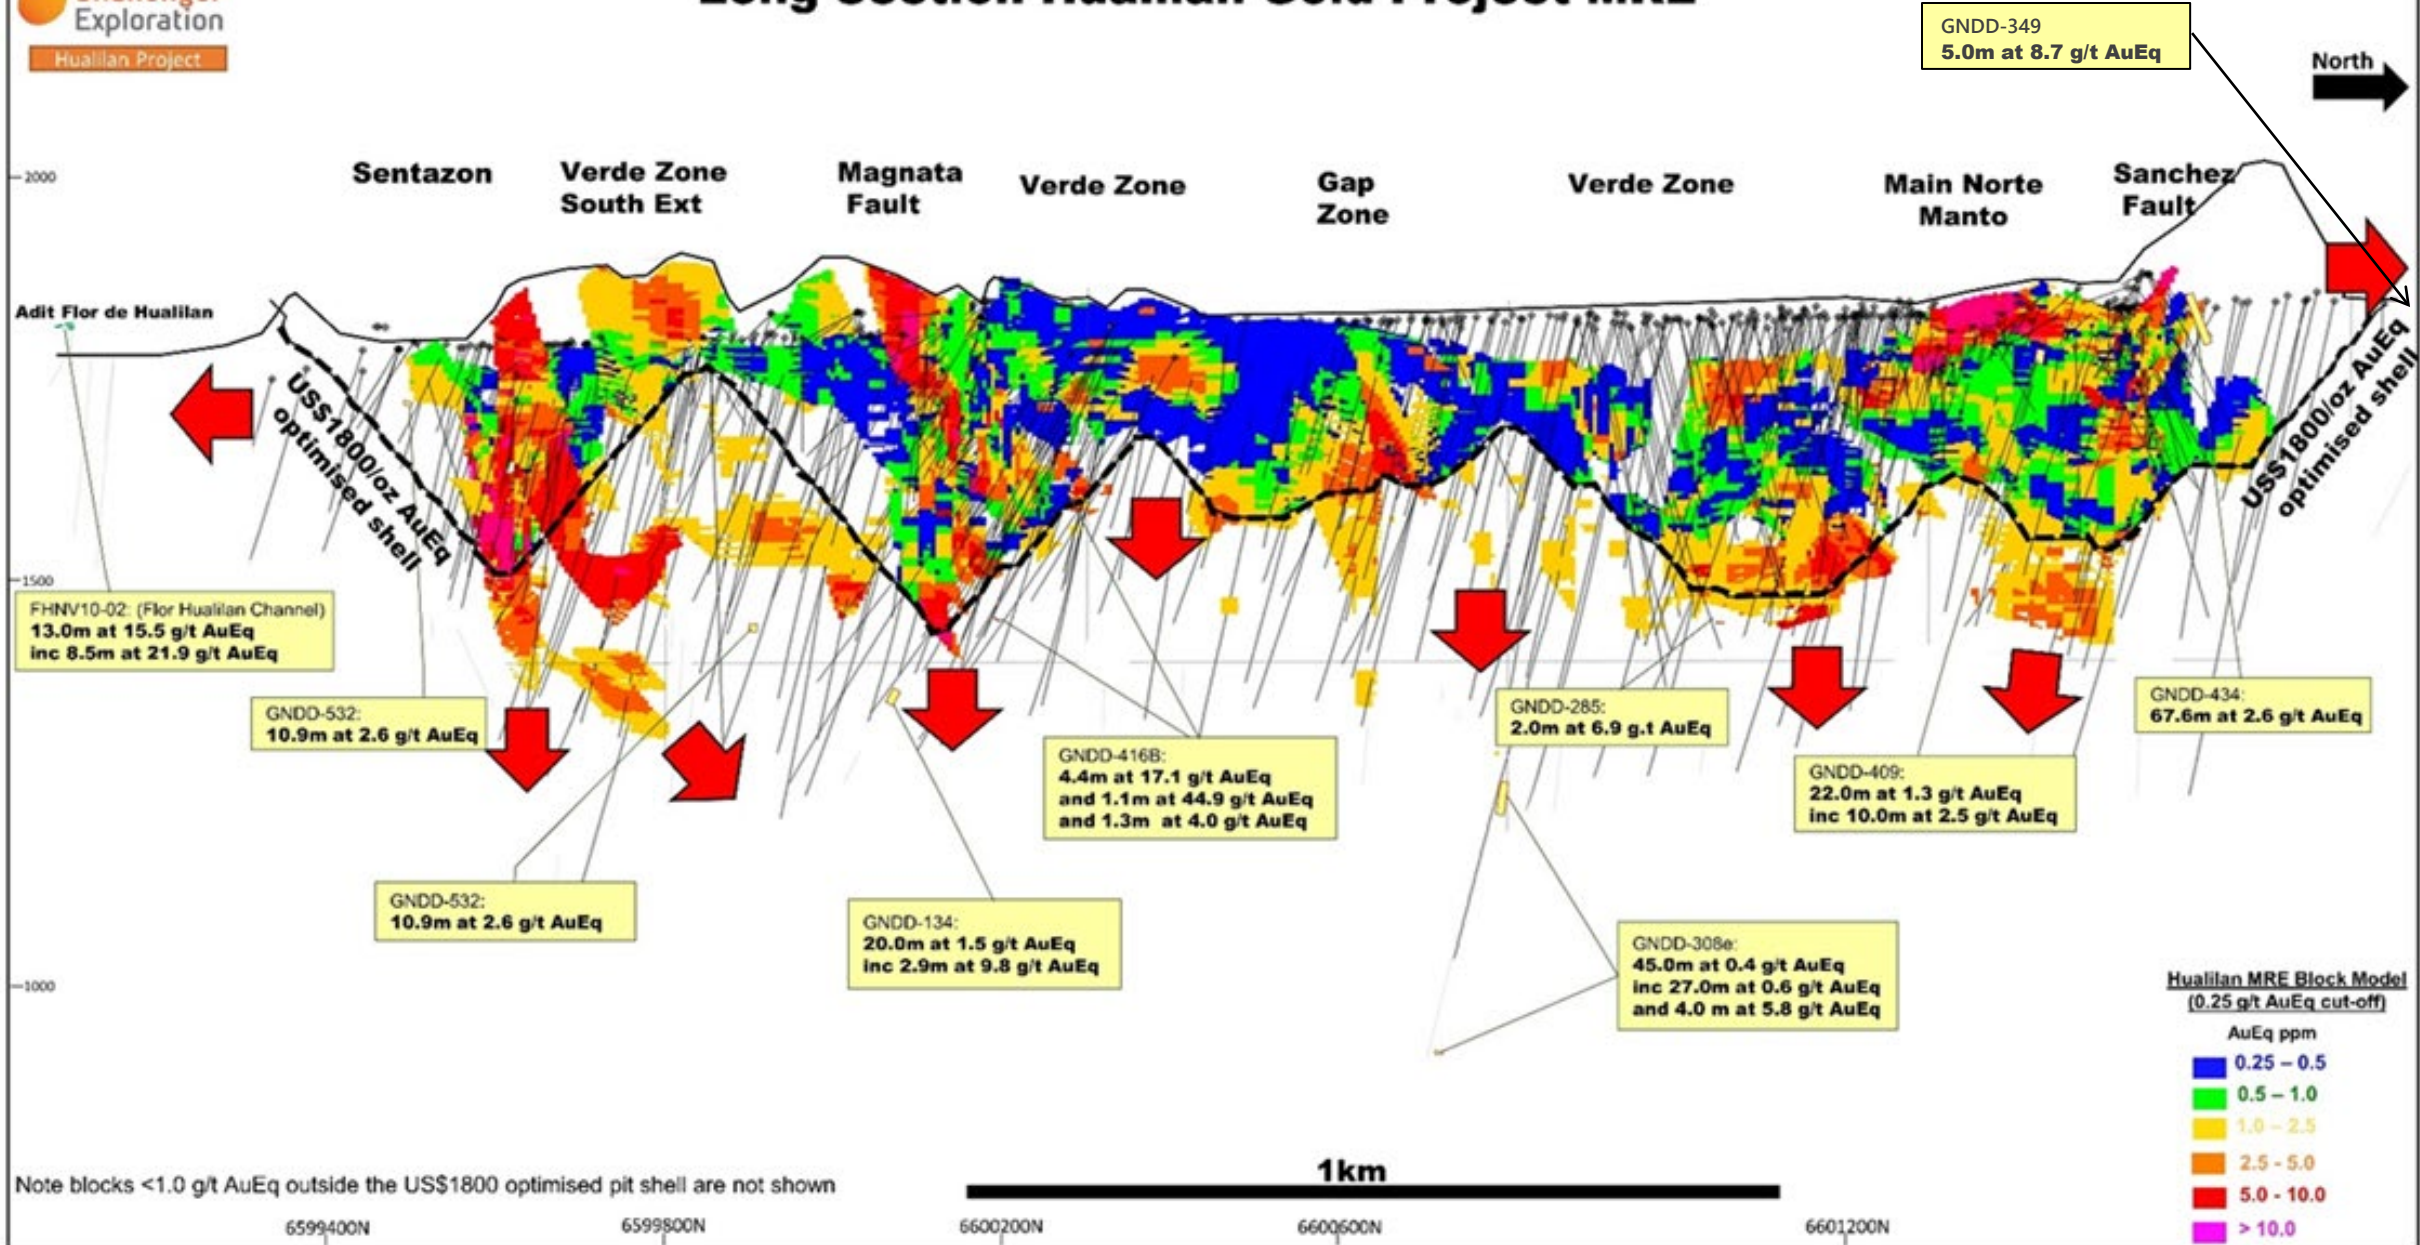 Exploration
Hualilan Project
GNDD-349
5.0m at 8.7 g/t AuEq
North
2000
Sentazon
Verde Zone
South Ext
Magnata
Fault
Verde Zone
Gap
Zone
Verde Zone
Main Norte
Manto
Sanchez
Fault
Adit Flor de Hualilan
US$1800/oz AuEq
optimised shell
US$1800/oz AuEq
optimised shell
1500
FHNV10-02: (Flor Hualilan Channel)
13.0m at 15.5 g/t AuEq
inc 8.5m at 21.9 g/t AuEq
GNDD-532:
10.9m at 2.6 g/t AuEq
GNDD-416B:
4.4m at 17.1 g/t AuEq
and 1.1m at 44.9 g/t AuEq
and 1.3m at 4.0 g/t AuEq
GNDD-285:
2.0m at 6.9 g.t AuEq
GNDD-409:
22.0m at 1.3 g/t AuEq
inc 10.0m at 2.5 g/t AuEq
GNDD-434:
67.6m at 2.6 g/t AuEq
GNDD-532:
10.9m at 2.6 g/t AuEq
GNDD-134:
20.0m at 1.5 g/t AuEq
inc 2.9m at 9.8 g/t AuEq
GNDD-308e:
45.0m at 0.4 g/t AuEq
inc 27.0m at 0.6 g/t AuEq
and 4.0 m at 5.8 g/t AuEq
1000
Hualilan MRE Block Model
(0.25 g/t AuEq cut-off)
AuEq ppm
0.25 – 0.5
0.5 – 1.0
1.0 – 2.5
2.5 - 5.0
5.0 - 10.0
> 10.0
1km
Note blocks <1.0 g/t AuEq outside the US$1800 optimised pit shell are not shown
6599400N
6599800N
6600200N
6600600N
6601200N